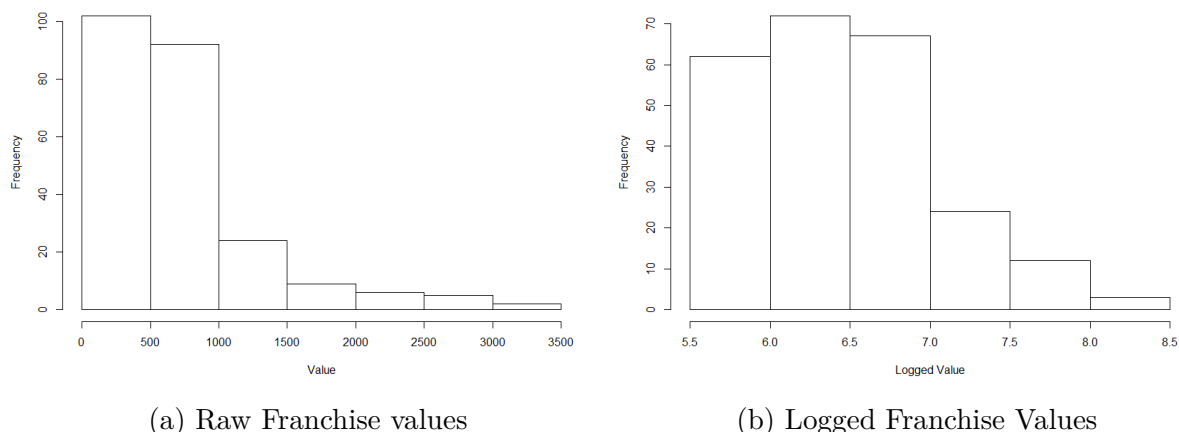 Frequency
0
20
40
60
80
100
0 500 1000 1500 2000 2500 3000 3500
Value
(a) Raw Franchise values
Frequency
0
10
20
30
40
50
60
70
5.5 6.0 6.5 7.0 7.5 8.0 8.5
Logged Value
(b) Logged Franchise Values